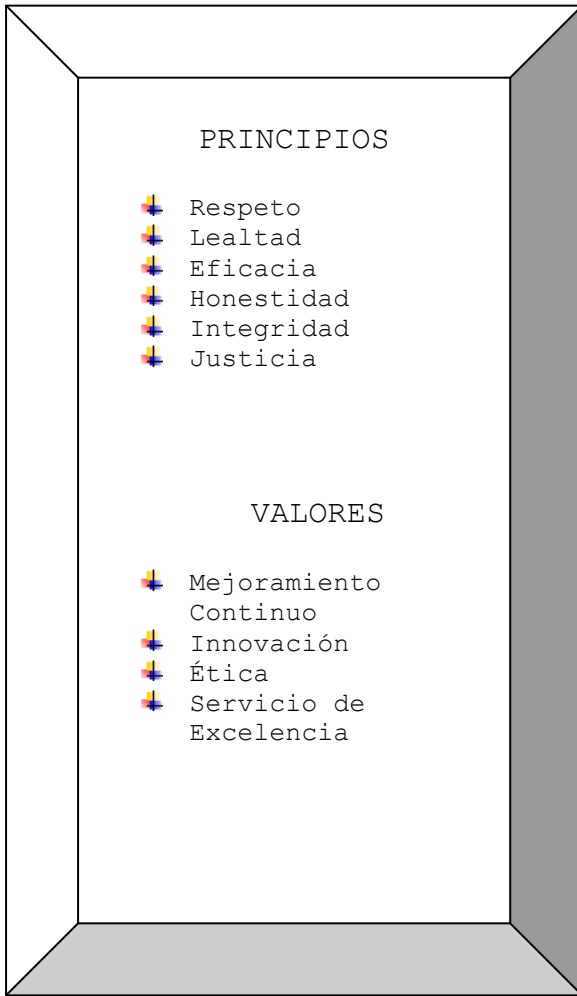 PRINCIPIOS
Respeto
Lealtad
Eficacia
Honestidad
Integridad
Justicia
VALORES
Mejoramiento
Continuo
Innovación
Ética
Servicio de
Excelencia